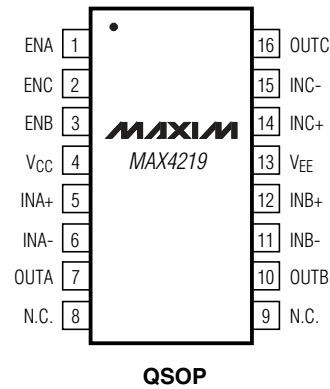 ENA 1 16 OUTC
ENC 2 15 INC-
ENB 3 MAXIM 14 INC+
VCC 4 MAX4219 13 VEE
INA+ 5 12 INB+
INA- 6 11 INB-
OUTA 7 10 OUTB
N.C. 8 9 N.C.
QSOP